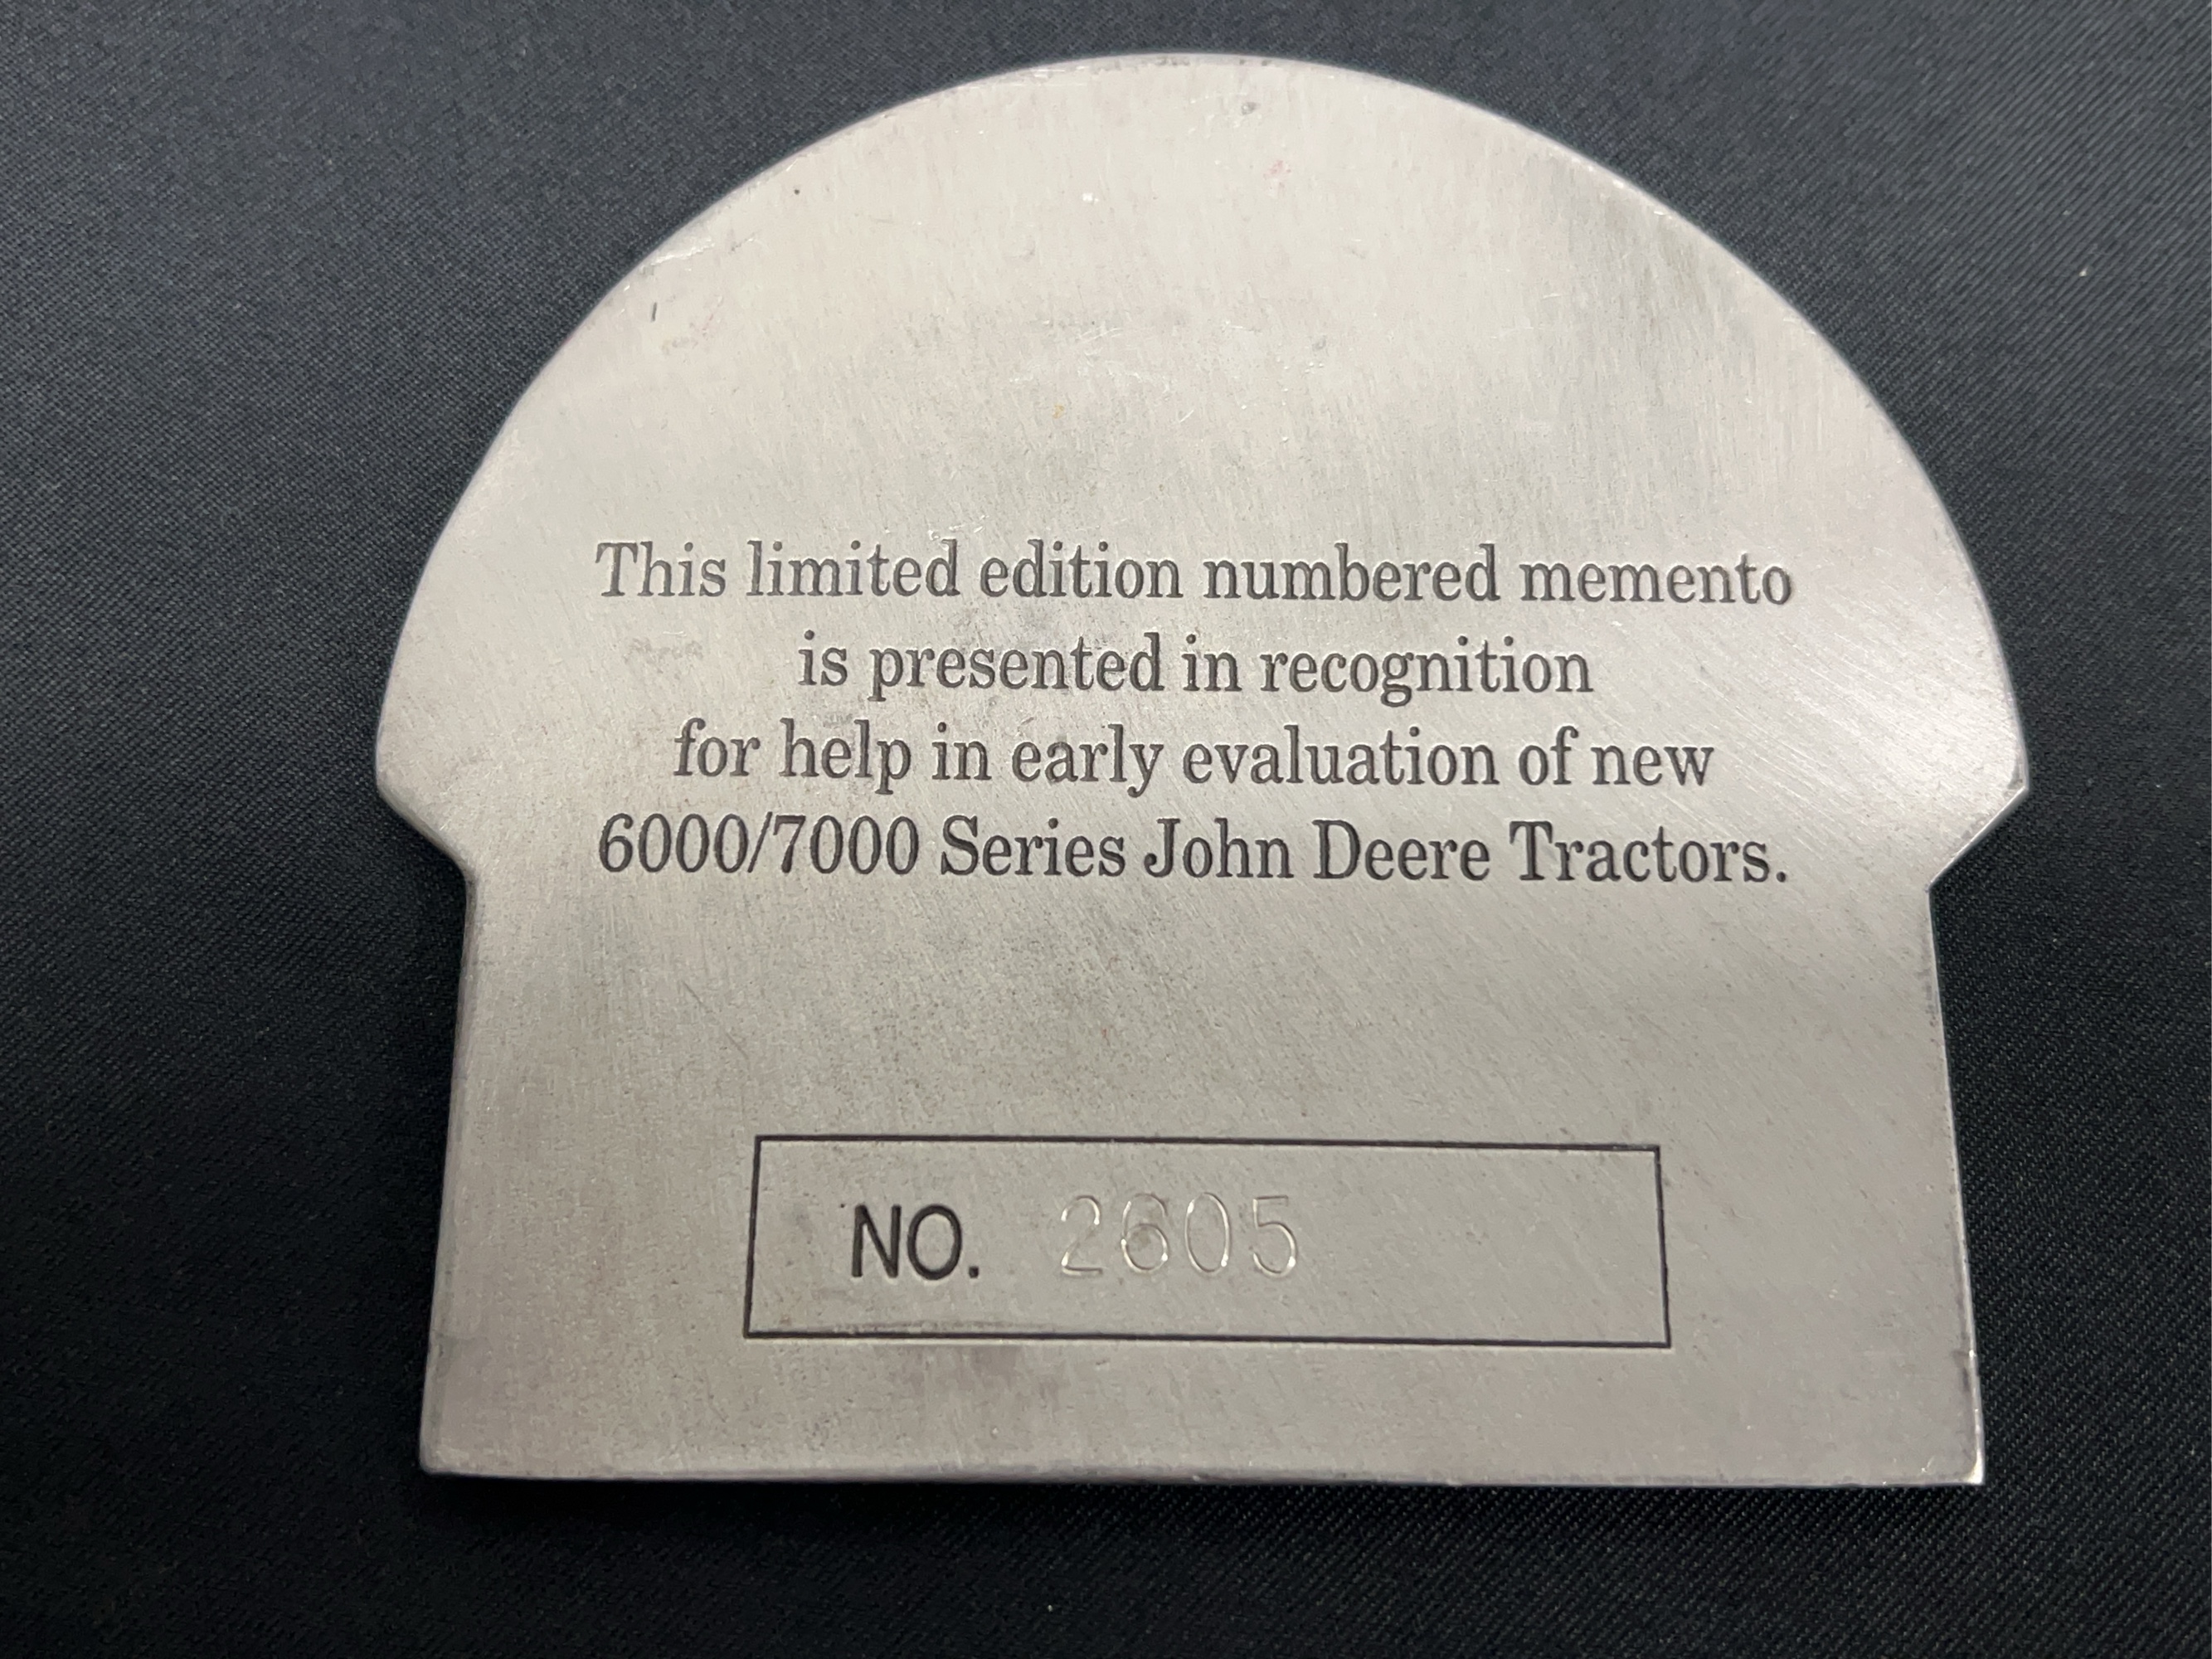 This limited edition numbered memento
is presented in recognition
for help in early evaluation of new
6000/7000 Series John Deere Tractors.
NO. 2605